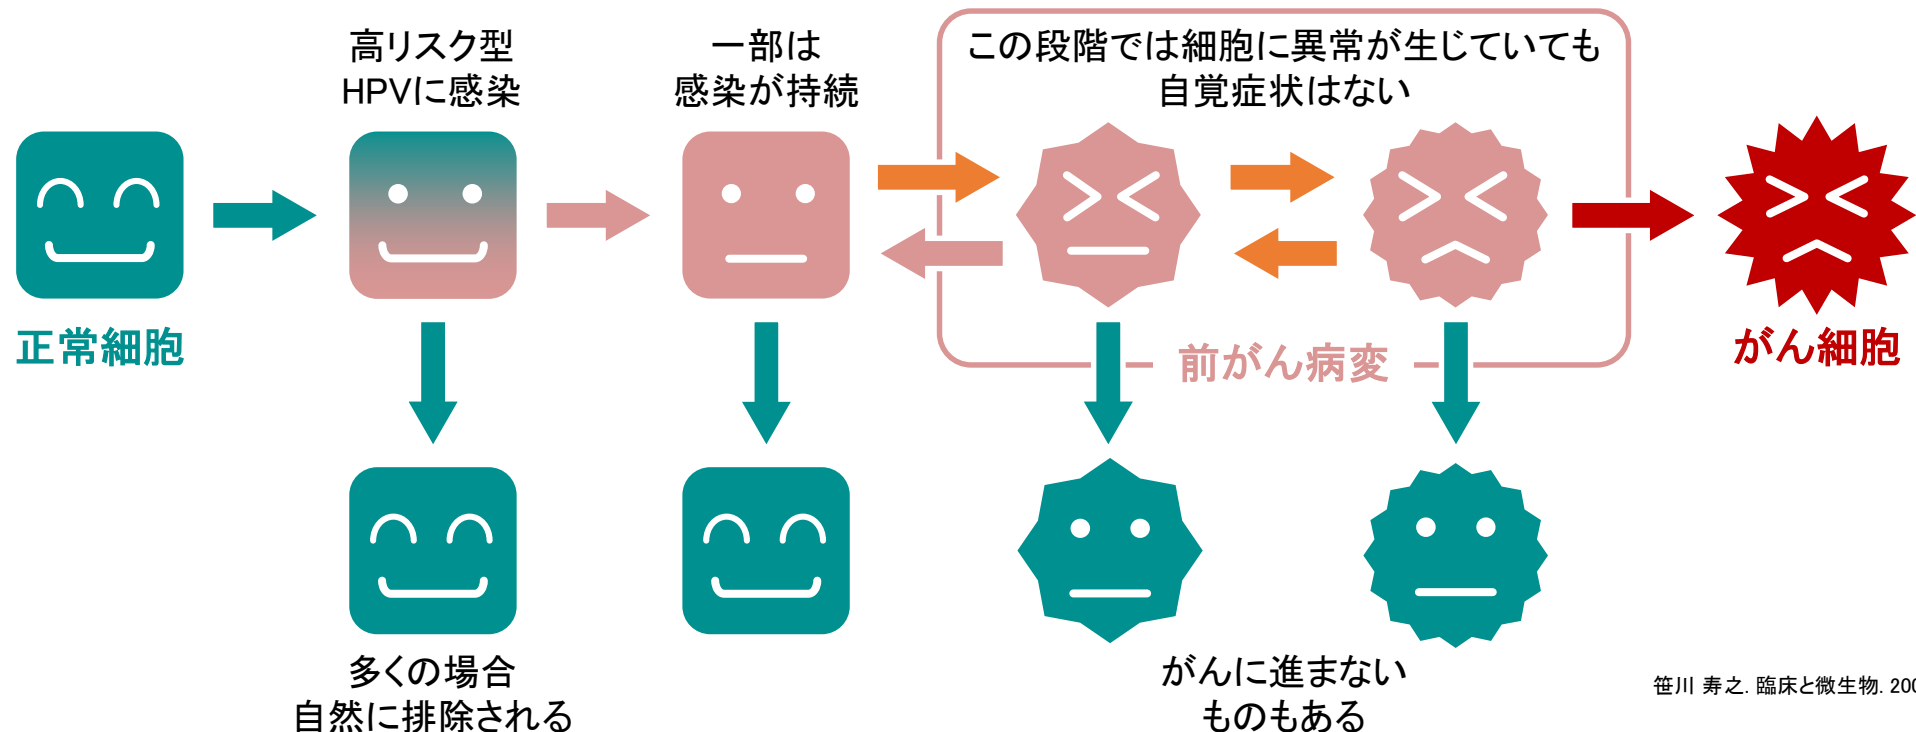 高リスク型
HPVに感染
一部は
感染が持続
この段階では細胞に異常が生じていても
自覚症状はない
正常細胞
前がん病変
がん細胞
多くの場合
自然に排除される
がんに進まない
ものもある
笹川 寿之. 臨床と微生物.